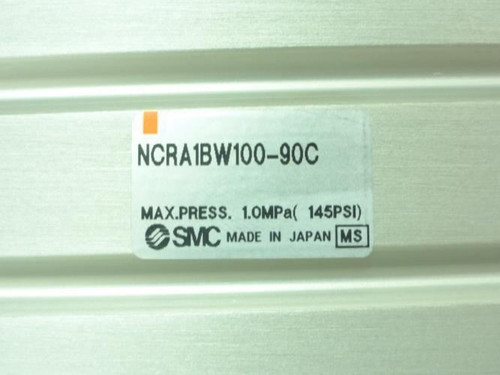 NCRA1BW100-90C
MAX.PRESS. 1.0MPa( 145PSI)
SMC MADE IN JAPAN MS